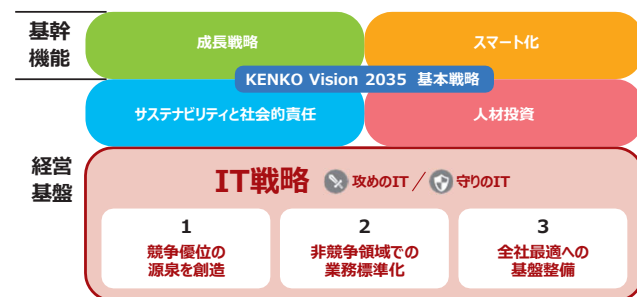 基幹
機能
成長戦略
スマート化
KENKO Vision 2035 基本戦略
サステナビリティと社会的責任
人材投資
経営
基盤
IT戦略 攻めのIT／守りのIT
1
競争優位の
源泉を創造
2
非競争領域での
業務標準化
3
全社最適への
基盤整備